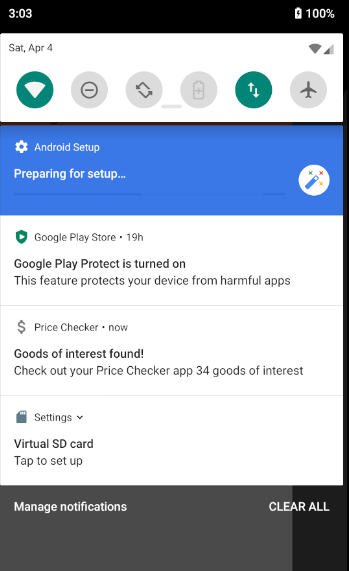 3:03 100%
Sat, Apr 4
Android Setup
Preparing for setup…
Google Play Store • 19h
Google Play Protect is turned on
This feature protects your device from harmful apps
Price Checker • now
Goods of interest found!
Check out your Price Checker app 34 goods of interest
Settings
Virtual SD card
Tap to set up
Manage notifications CLEAR ALL